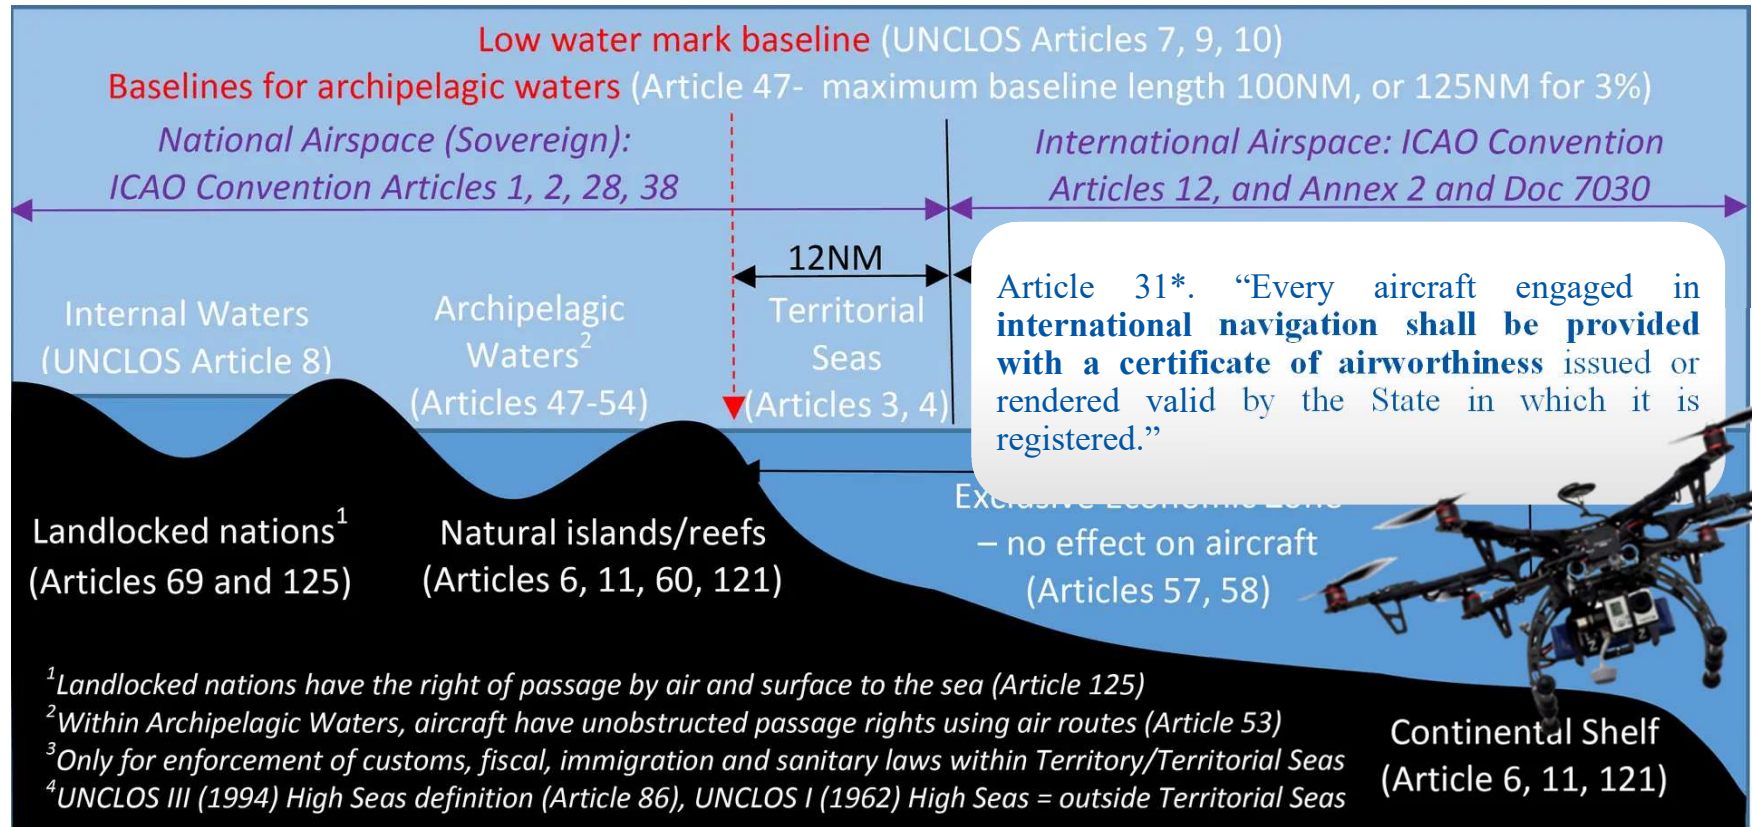 Low water mark baseline (UNCLOS Articles 7, 9, 10)
Baselines for archipelagic waters (Article 47- maximum baseline length 100NM, or 125NM for 3%)
National Airspace (Sovereign):
ICAO Convention Articles 1, 2, 28, 38
International Airspace: ICAO Convention
Articles 12, and Annex 2 and Doc 7030
12NM
Internal Waters
(UNCLOS Article 8)
Archipelagic
Waters2
(Articles 47-54)
Territorial
Seas
(Articles 3, 4)
Article 31*. “Every aircraft engaged in
international navigation shall be provided
with a certificate of airworthiness issued or
rendered valid by the State in which it is
registered.”
Landlocked nations1
(Articles 69 and 125)
Natural islands/reefs
(Articles 6, 11, 60, 121)
Exclusive Economic Zone
– no effect on aircraft
(Articles 57, 58)
1Landlocked nations have the right of passage by air and surface to the sea (Article 125)
2Within Archipelagic Waters, aircraft have unobstructed passage rights using air routes (Article 53)
3Only for enforcement of customs, fiscal, immigration and sanitary laws within Territory/Territorial Seas
4UNCLOS III (1994) High Seas definition (Article 86), UNCLOS I (1962) High Seas = outside Territorial Seas
Continental Shelf
(Article 6, 11, 121)